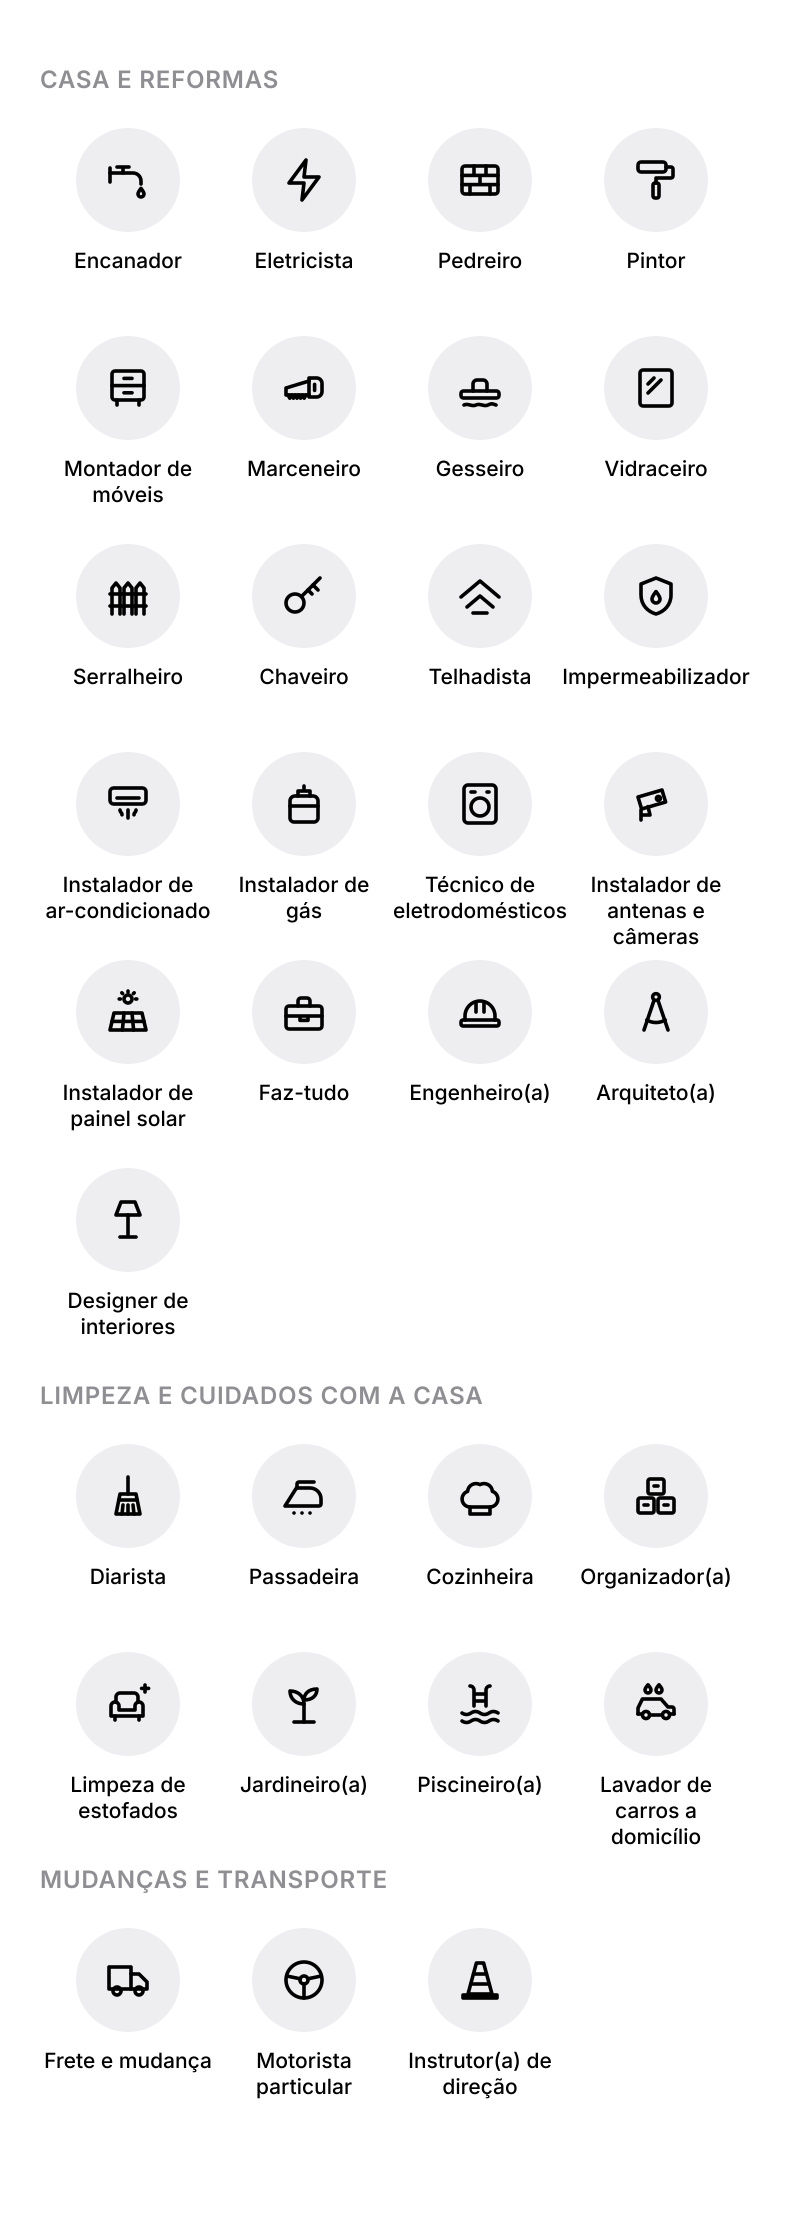 CASA E REFORMAS
Encanador
Eletricista
Pedreiro
Pintor
Montador de
móveis
Marceneiro
Gesseiro
Vidraceiro
Serralheiro
Chaveiro
Telhadista
Impermeabilizador
Instalador de
ar-condicionado
Instalador de
gás
Técnico de
eletrodomésticos
Instalador de
antenas e
câmeras
Instalador de
painel solar
Faz-tudo
Engenheiro(a)
Arquiteto(a)
Designer de
interiores
LIMPEZA E CUIDADOS COM A CASA
Diarista
Passadeira
Cozinheira
Organizador(a)
Limpeza de
estofados
Jardineiro(a)
Piscineiro(a)
Lavador de
carros a
domicílio
MUDANÇAS E TRANSPORTE
Frete e mudança
Motorista
particular
Instrutor(a) de
direção